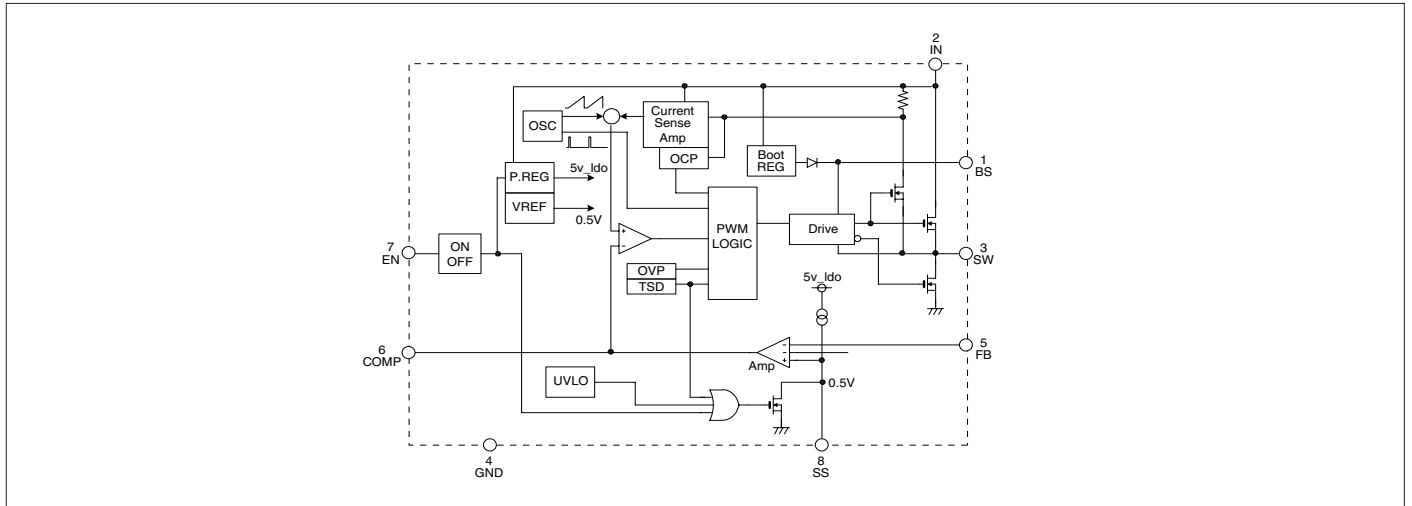 2
IN
OSC
Current
Sense
Amp
OCP
Boot
REG
1
BS
P.REG
5v_ldo
VREF
0.5V
PWM
LOGIC
Drive
7
EN
ON
OFF
3
SW
OVP
TSD
5v_ldo
6
COMP
Amp
5
FB
UVLO
0.5V
4
GND
8
SS